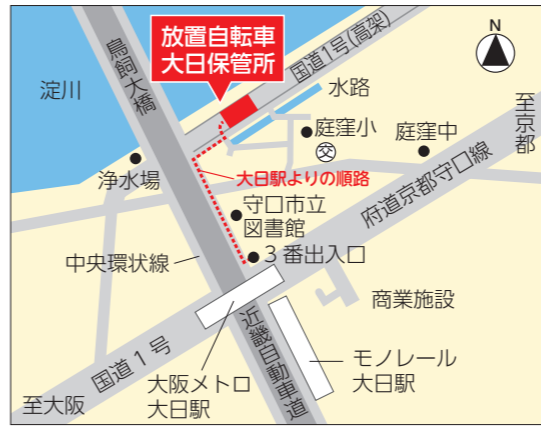 放置自転車
大日保管所
国道1号(高架)
N
鳥飼大橋
淀川
水路
至京都
庭窪小
交
庭窪中
浄水場
大日駅よりの順路
府道京都守口線
守口市立
図書館
3番出入口
中央環状線
商業施設
国道1号
近畿自動車道
モノレール
大日駅
大阪メトロ
大日駅
至大阪